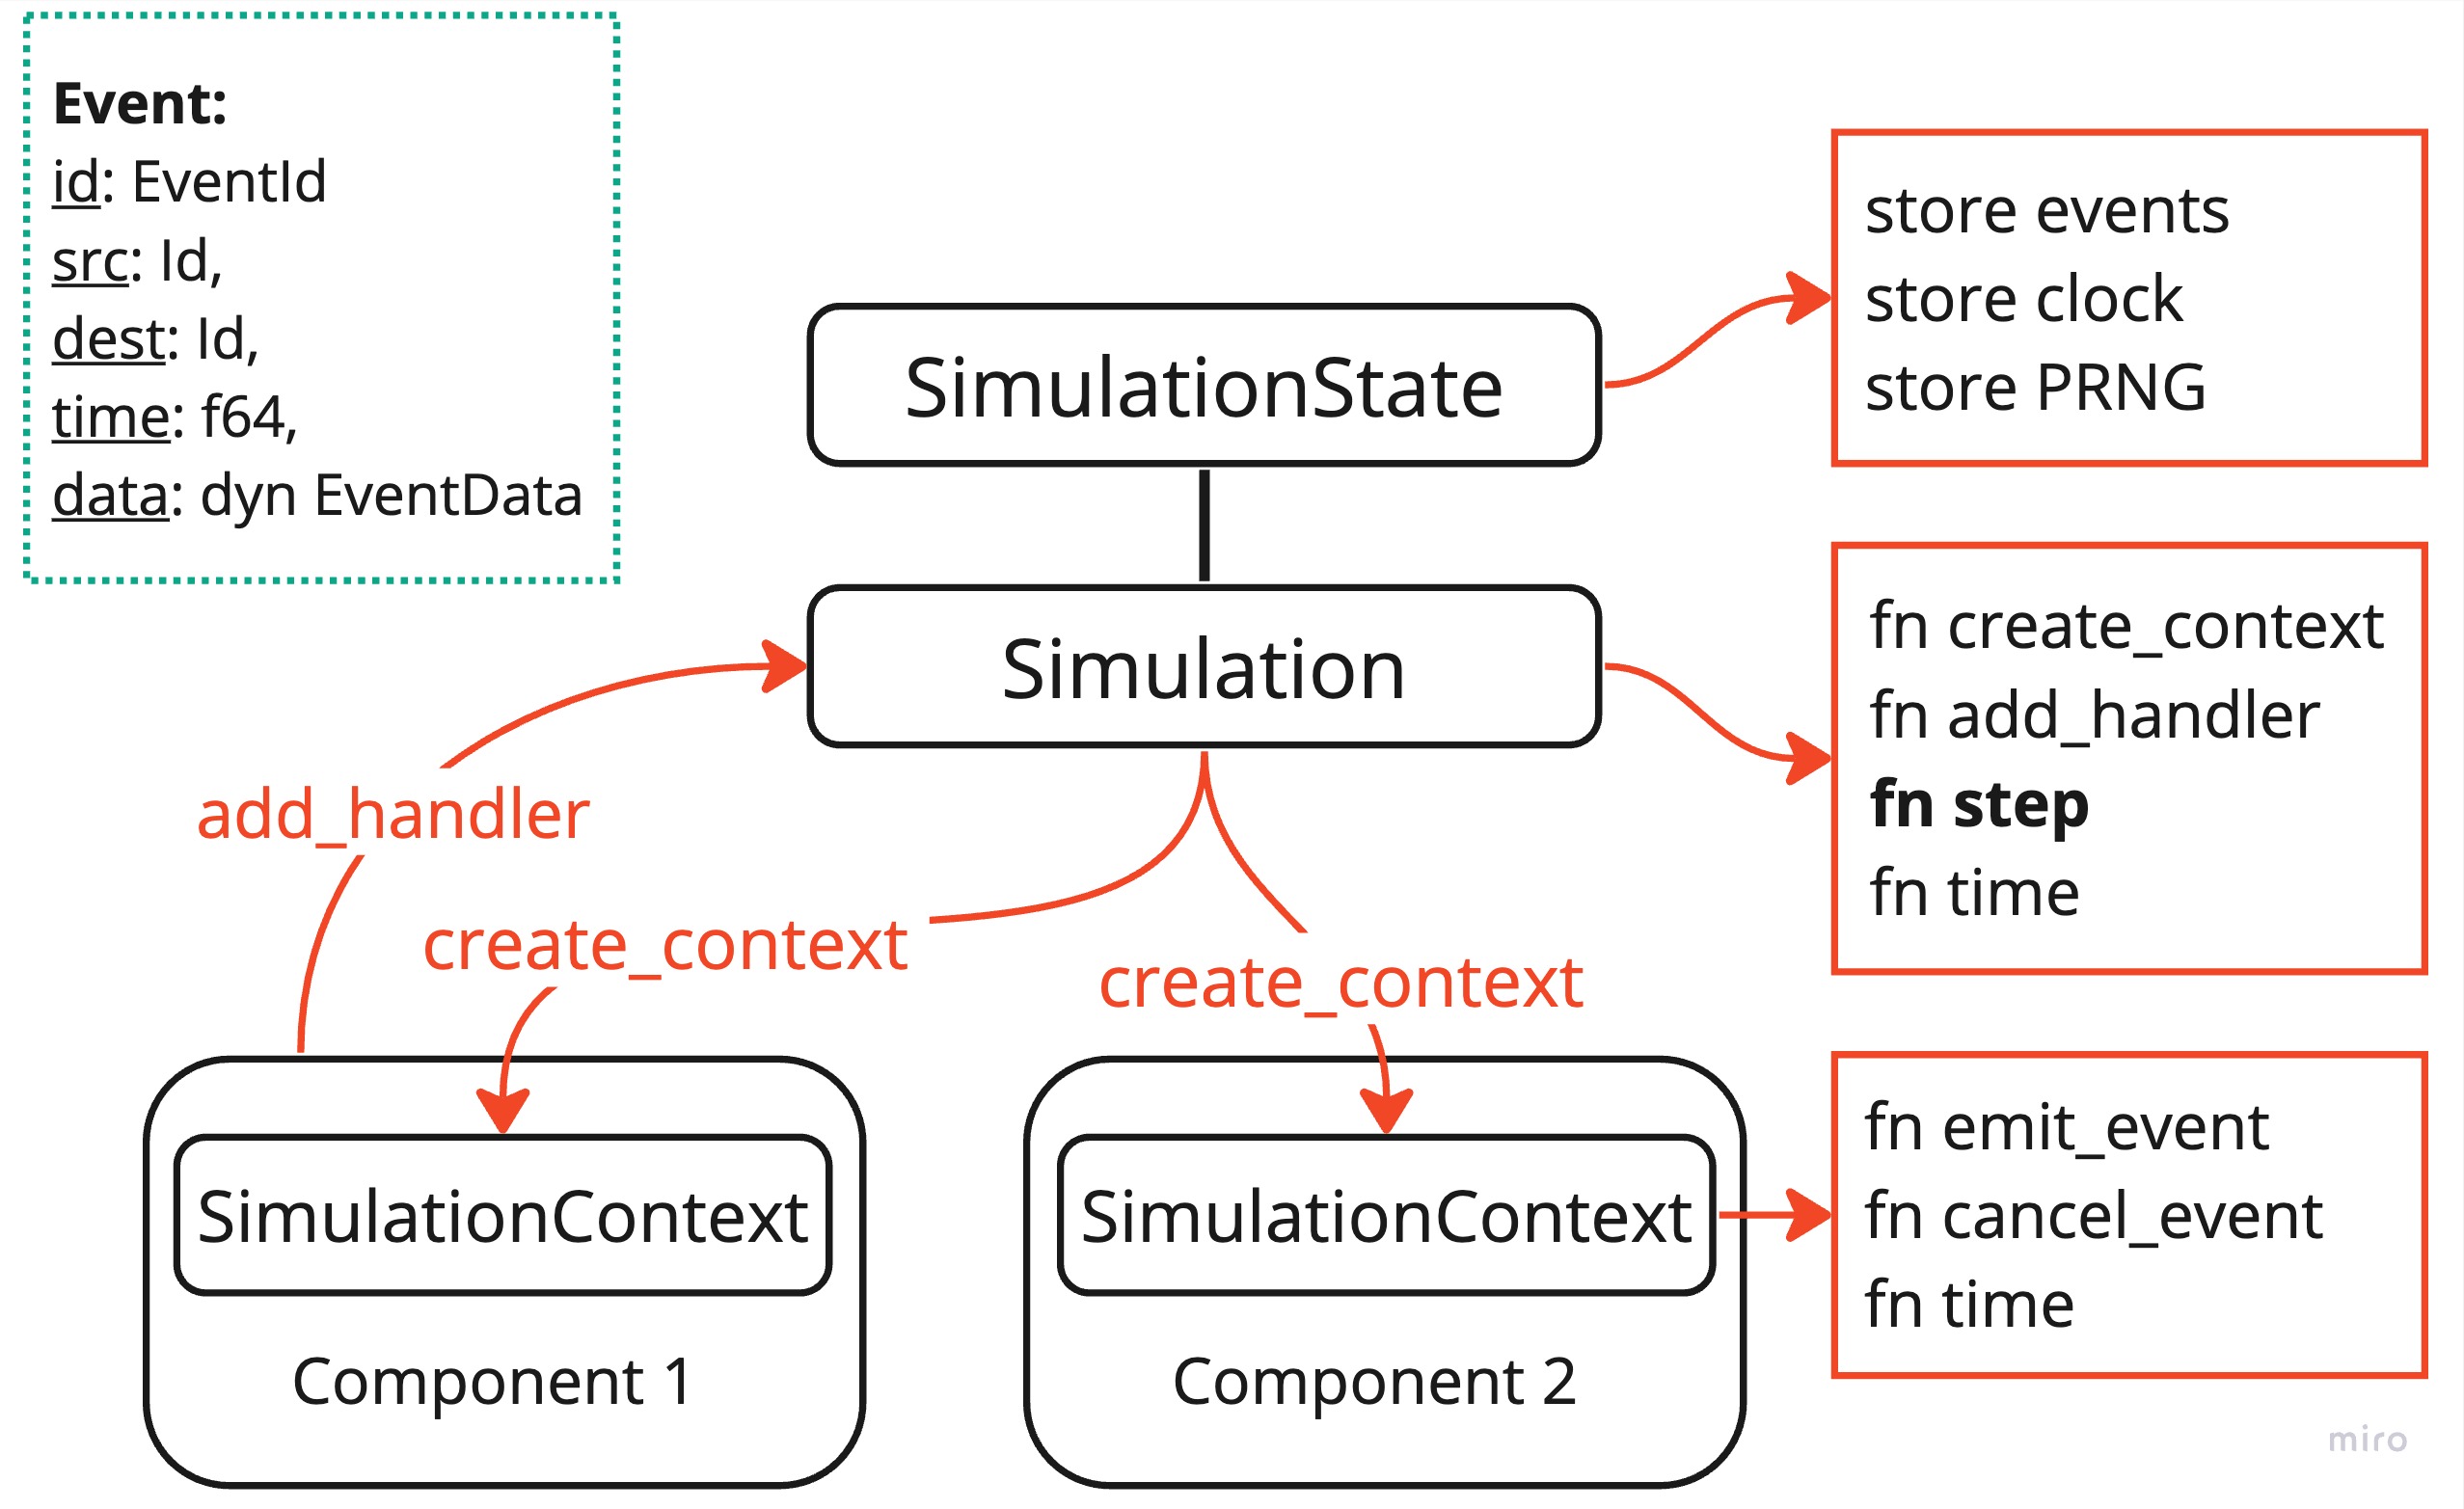 Event:
id: EventId
src: Id,
dest: Id,
time: f64,
data: dyn EventData
SimulationState
store events
store clock
store PRNG
Simulation
fn create_context
fn add_handler
fn step
fn time
add_handler
create_context
create_context
SimulationContext
Component 1
SimulationContext
Component 2
fn emit_event
fn cancel_event
fn time
miro